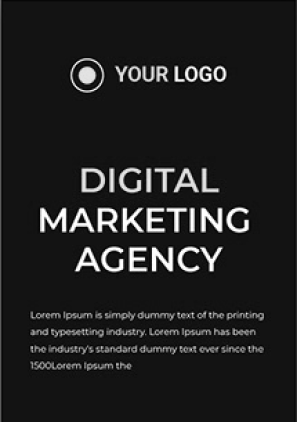 YOUR LOGO
DIGITAL
MARKETING
AGENCY
Lorem Ipsum is simply dummy text of the printing
and typesetting industry. Lorem Ipsum has been
the industry's standard dummy text ever since the
1500Lorem Ipsum the